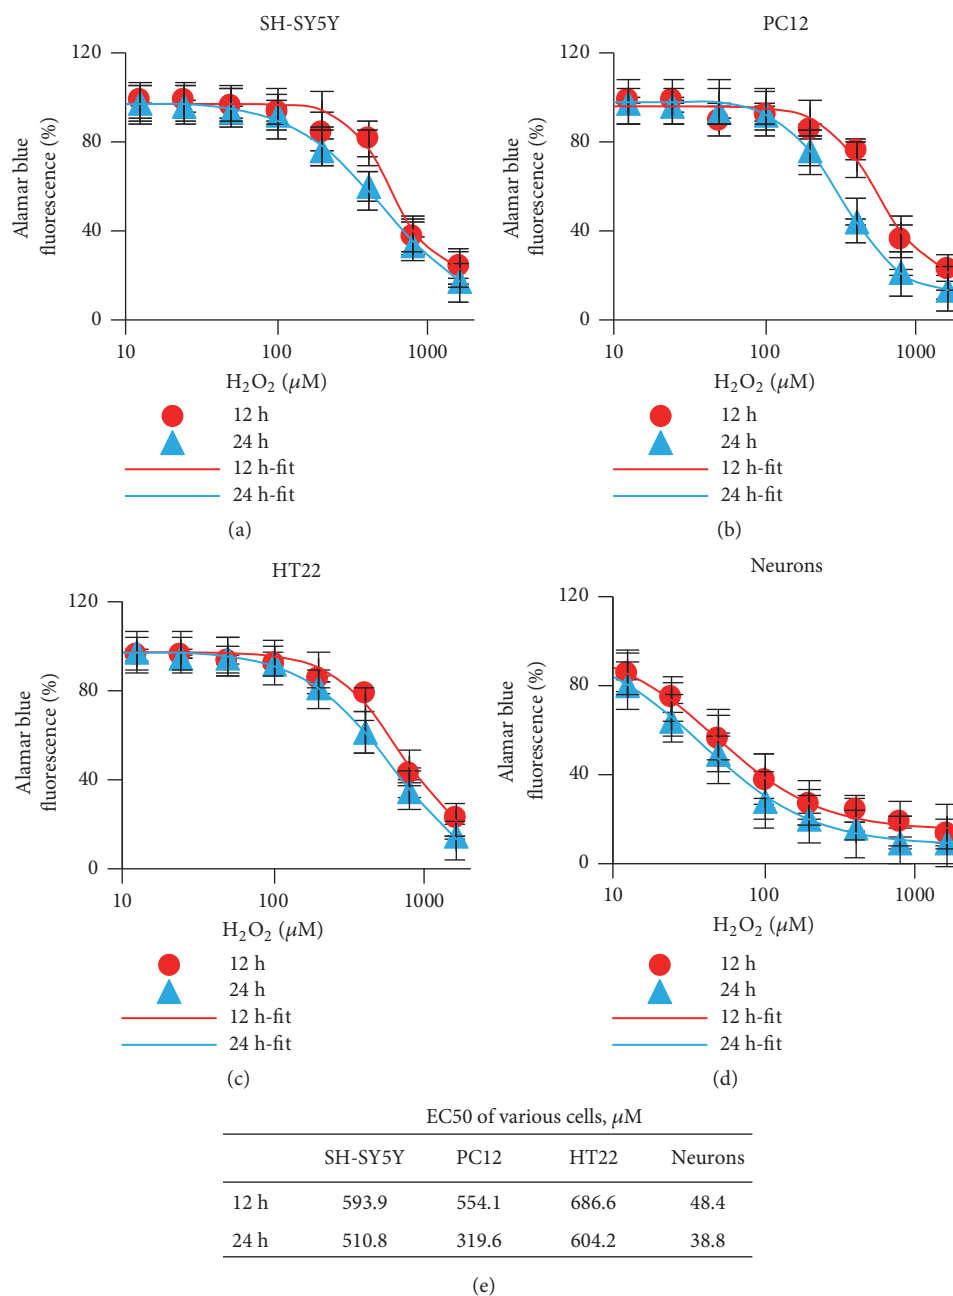 SH-SY5Y
120
80
40
0
Alamar blue
fluorescence (%)
10 100 1000
H₂O₂ (μM)
12 h
24 h
12 h-fit
24 h-fit
(a)
PC12
120
80
40
0
Alamar blue
fluorescence (%)
10 100 1000
H₂O₂ (μM)
12 h
24 h
12 h-fit
24 h-fit
(b)
HT22
120
80
40
0
Alamar blue
fluorescence (%)
10 100 1000
H₂O₂ (μM)
12 h
24 h
12 h-fit
24 h-fit
(c)
Neurons
120
80
40
0
Alamar blue
fluorescence (%)
10 100 1000
H₂O₂ (μM)
12 h
24 h
12 h-fit
24 h-fit
(d)
EC50 of various cells, μM
SH-SY5Y PC12 HT22 Neurons
12 h 593.9 554.1 686.6 48.4
24 h 510.8 319.6 604.2 38.8
(e)